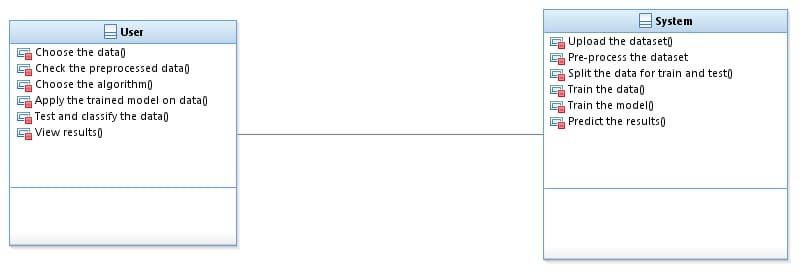 User
Choose the data()
Check the preprocessed data()
Choose the algorithm()
Apply the trained model on data()
Test and classify the data()
View results()
System
Upload the dataset()
Pre-process the dataset
Split the data for train and test()
Train the data()
Train the model()
Predict the results()